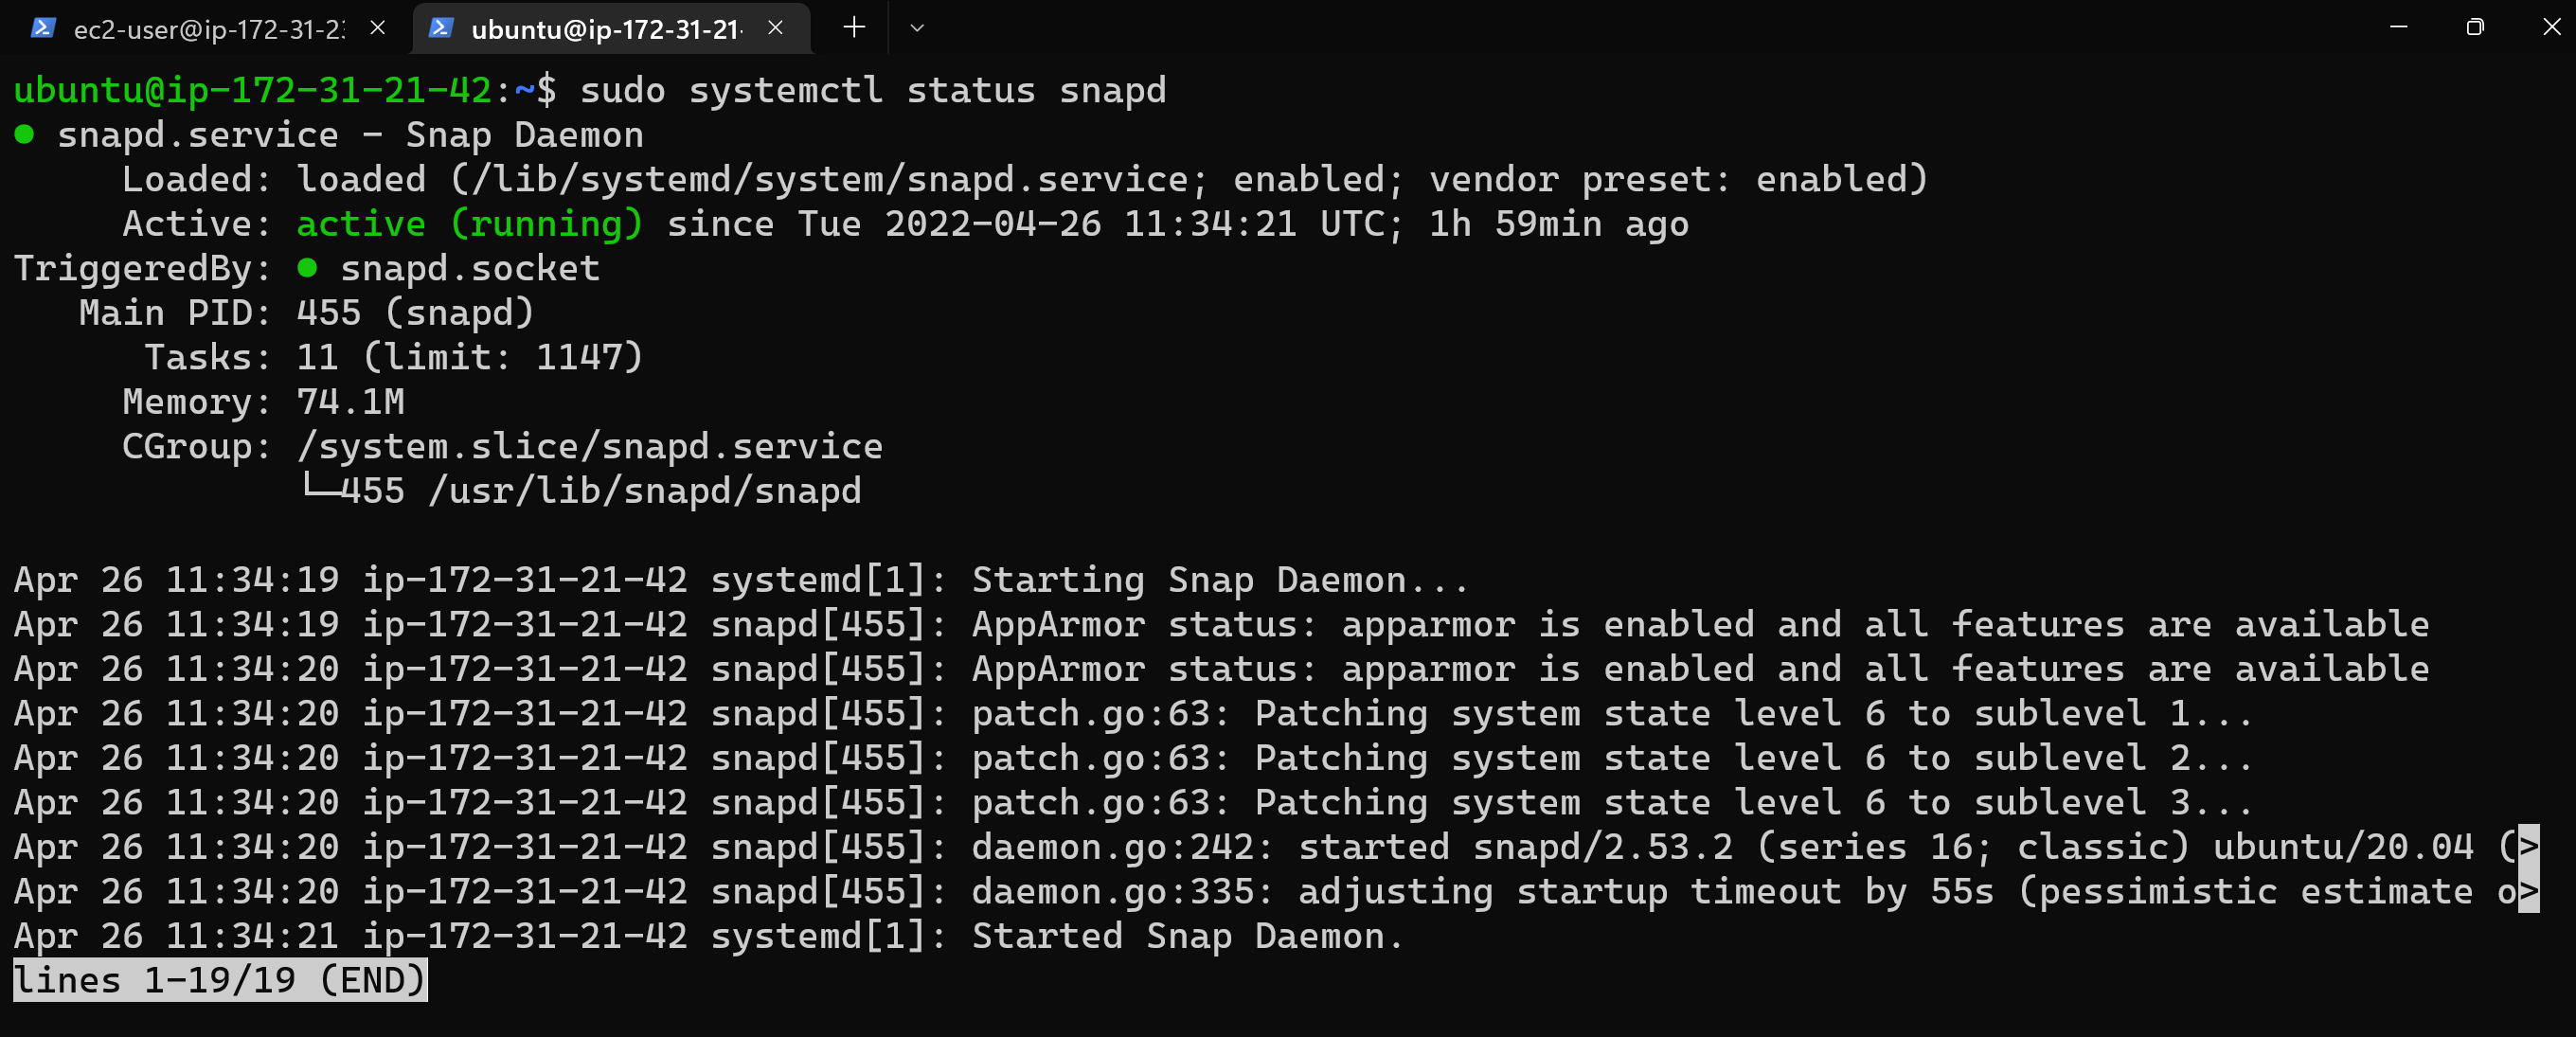 ec2-user@ip-172-31-23 ubuntu@ip-172-31-21-
ubuntu@ip-172-31-21-42:~$ sudo systemctl status snapd
● snapd.service - Snap Daemon
     Loaded: loaded (/lib/systemd/system/snapd.service; enabled; vendor preset: enabled)
     Active: active (running) since Tue 2022-04-26 11:34:21 UTC; 1h 59min ago
TriggeredBy: ● snapd.socket
   Main PID: 455 (snapd)
      Tasks: 11 (limit: 1147)
     Memory: 74.1M
     CGroup: /system.slice/snapd.service
             └─455 /usr/lib/snapd/snapd
Apr 26 11:34:19 ip-172-31-21-42 systemd[1]: Starting Snap Daemon...
Apr 26 11:34:19 ip-172-31-21-42 snapd[455]: AppArmor status: apparmor is enabled and all features are available
Apr 26 11:34:20 ip-172-31-21-42 snapd[455]: AppArmor status: apparmor is enabled and all features are available
Apr 26 11:34:20 ip-172-31-21-42 snapd[455]: patch.go:63: Patching system state level 6 to sublevel 1...
Apr 26 11:34:20 ip-172-31-21-42 snapd[455]: patch.go:63: Patching system state level 6 to sublevel 2...
Apr 26 11:34:20 ip-172-31-21-42 snapd[455]: patch.go:63: Patching system state level 6 to sublevel 3...
Apr 26 11:34:20 ip-172-31-21-42 snapd[455]: daemon.go:242: started snapd/2.53.2 (series 16; classic) ubuntu/20.04 (>
Apr 26 11:34:20 ip-172-31-21-42 snapd[455]: daemon.go:335: adjusting startup timeout by 55s (pessimistic estimate o>
Apr 26 11:34:21 ip-172-31-21-42 systemd[1]: Started Snap Daemon.
lines 1-19/19 (END)